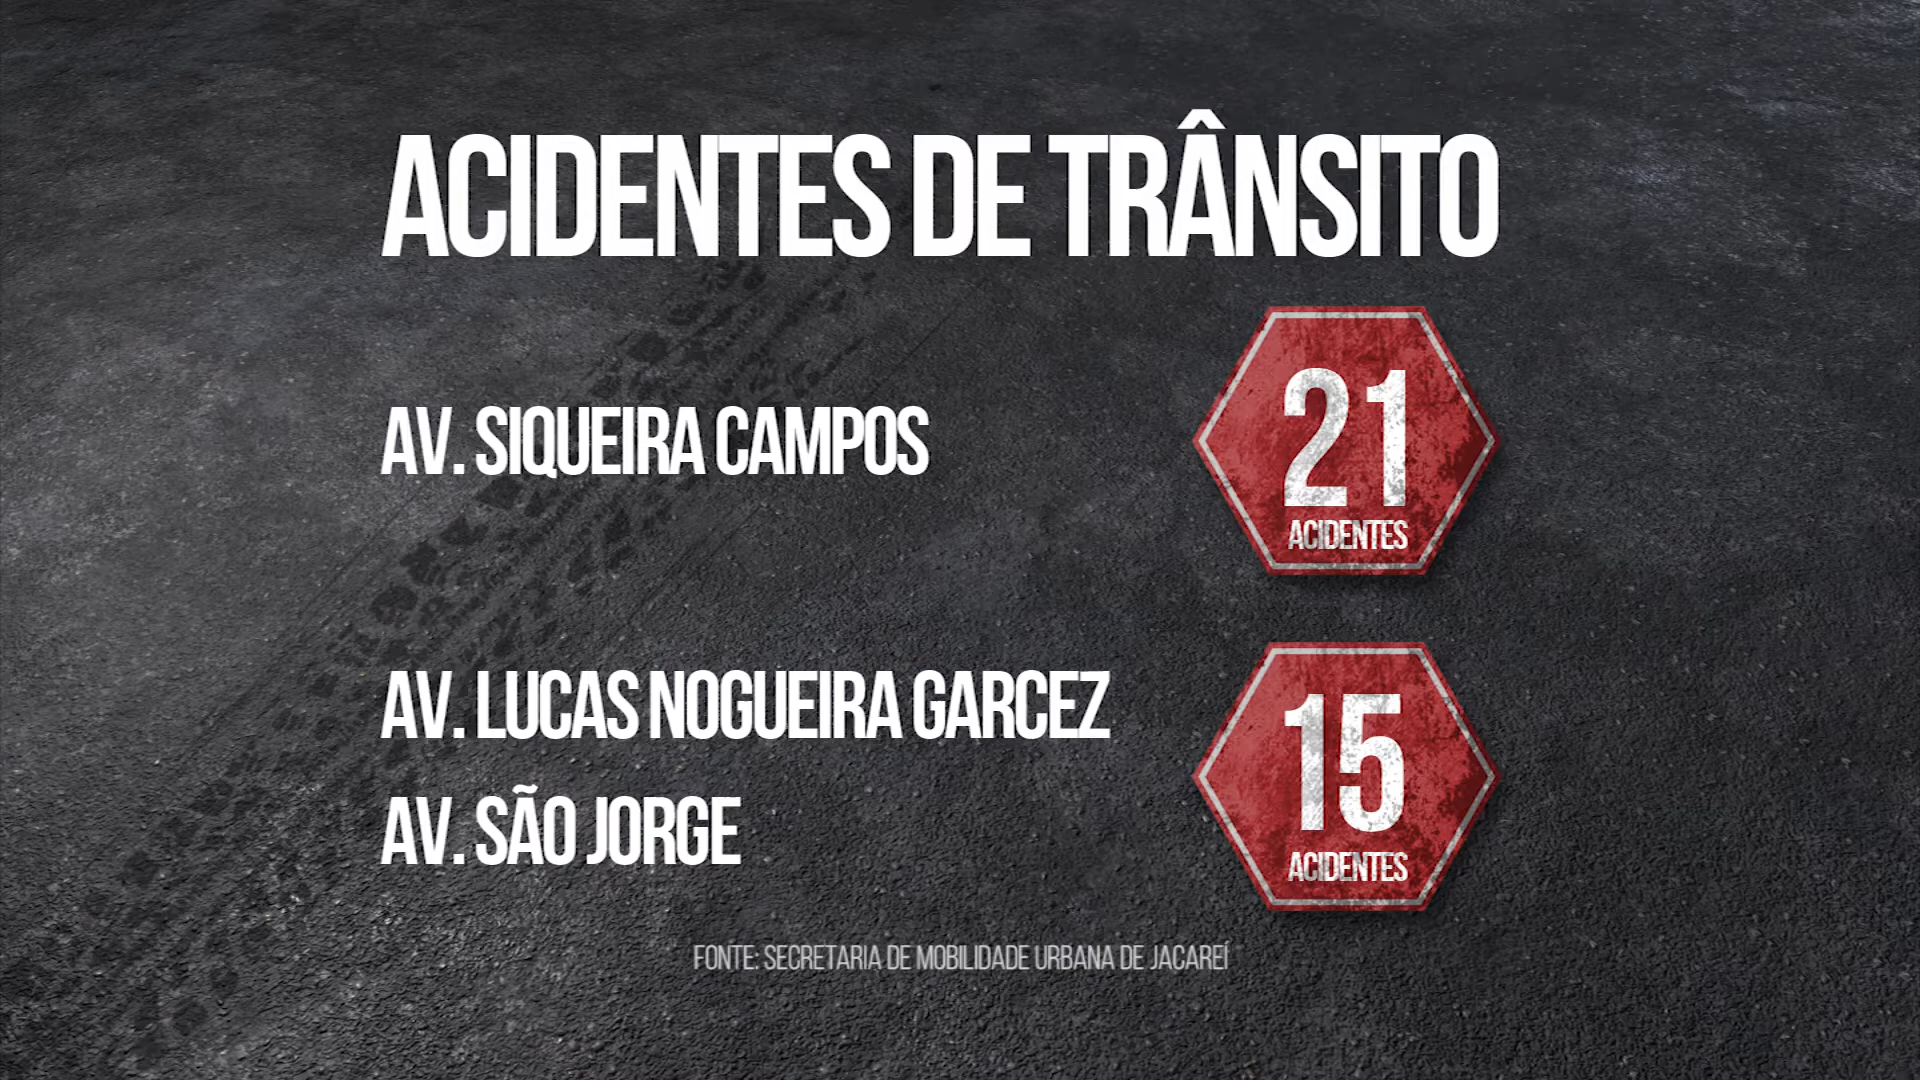 ACIDENTES DE TRÂNSITO
AV. SIQUEIRA CAMPOS
21
ACIDENTES
AV. LUCAS NOGUEIRA GARCEZ
AV. SÃO JORGE
15
ACIDENTES
FONTE: SECRETARIA DE MOBILIDADE URBANA DE JACAREÍ